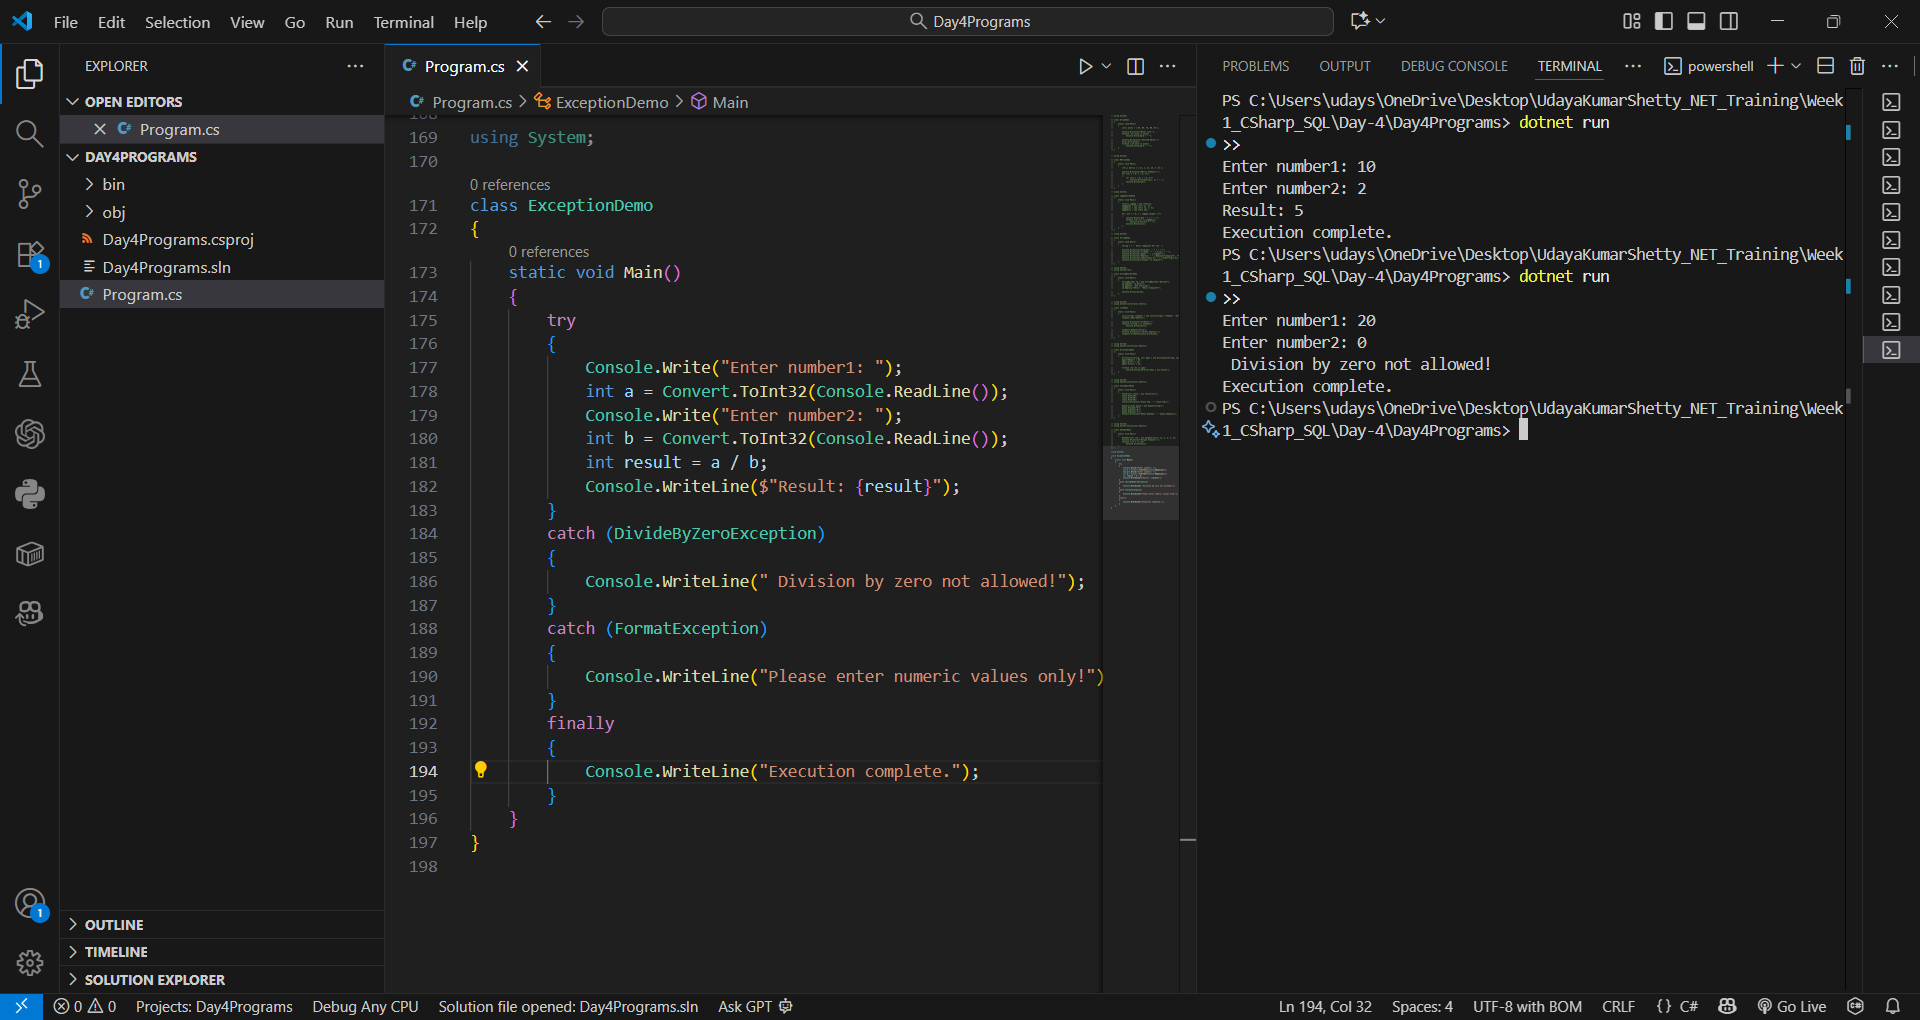 File Edit Selection View Go Run Terminal Help
Day4Programs
EXPLORER
OPEN EDITORS
Program.cs
DAY4PROGRAMS
bin
obj
Day4Programs.csproj
Day4Programs.sln
Program.cs
OUTLINE
TIMELINE
SOLUTION EXPLORER
1
1
Program.cs
Program.cs > ExceptionDemo > Main
169 using System;
170
0 references
171 class ExceptionDemo
172 {
0 references
173 static void Main()
174 {
175 try
176 {
177 Console.Write("Enter number1: ");
178 int a = Convert.ToInt32(Console.ReadLine());
179 Console.Write("Enter number2: ");
180 int b = Convert.ToInt32(Console.ReadLine());
181 int result = a / b;
182 Console.WriteLine($"Result: {result}");
183 }
184 catch (DivideByZeroException)
185 {
186 Console.WriteLine(" Division by zero not allowed!");
187 }
188 catch (FormatException)
189 {
190 Console.WriteLine("Please enter numeric values only!")
191 }
192 finally
193 {
194 Console.WriteLine("Execution complete.");
195 }
196 }
197 }
198
PROBLEMS OUTPUT DEBUG CONSOLE TERMINAL powershell
PS C:\Users\udays\OneDrive\Desktop\UdayaKumarShetty_NET_Training\Week
1_CSharp_SQL\Day-4\Day4Programs> dotnet run
>>
Enter number1: 10
Enter number2: 2
Result: 5
Execution complete.
PS C:\Users\udays\OneDrive\Desktop\UdayaKumarShetty_NET_Training\Week
1_CSharp_SQL\Day-4\Day4Programs> dotnet run
>>
Enter number1: 20
Enter number2: 0
 Division by zero not allowed!
Execution complete.
PS C:\Users\udays\OneDrive\Desktop\UdayaKumarShetty_NET_Training\Week
1_CSharp_SQL\Day-4\Day4Programs>
0 0 Projects: Day4Programs Debug Any CPU Solution file opened: Day4Programs.sln Ask GPT Ln 194, Col 32 Spaces: 4 UTF-8 with BOM CRLF {} C# Go Live